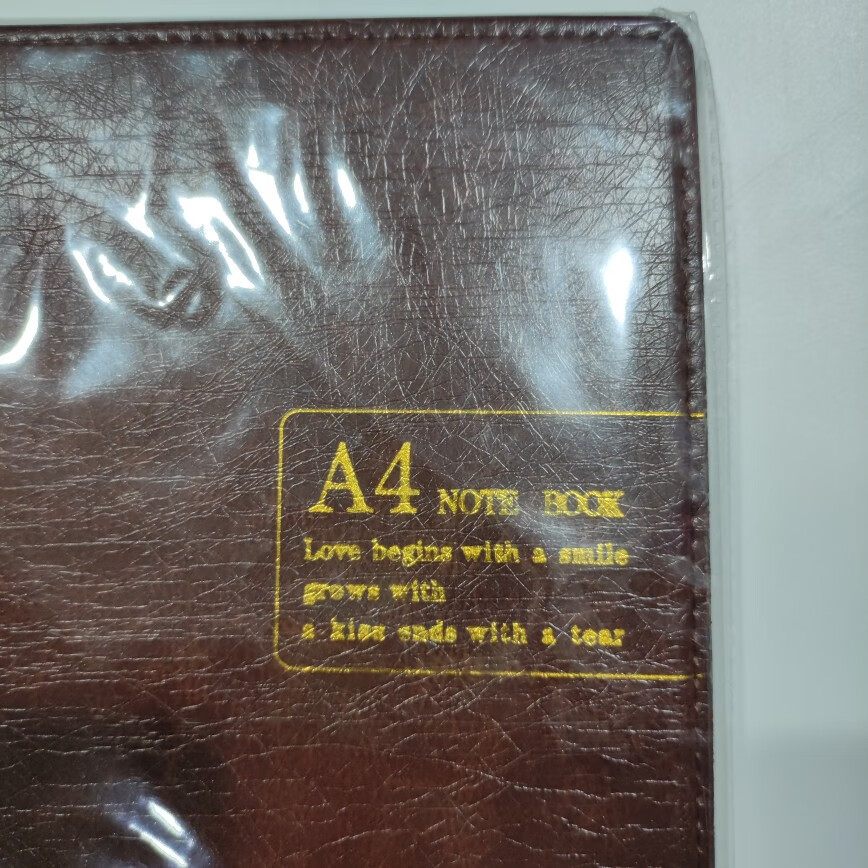 A4 NOTE BOOK
Love begins with a smile
grows with
a kiss ends with a tear